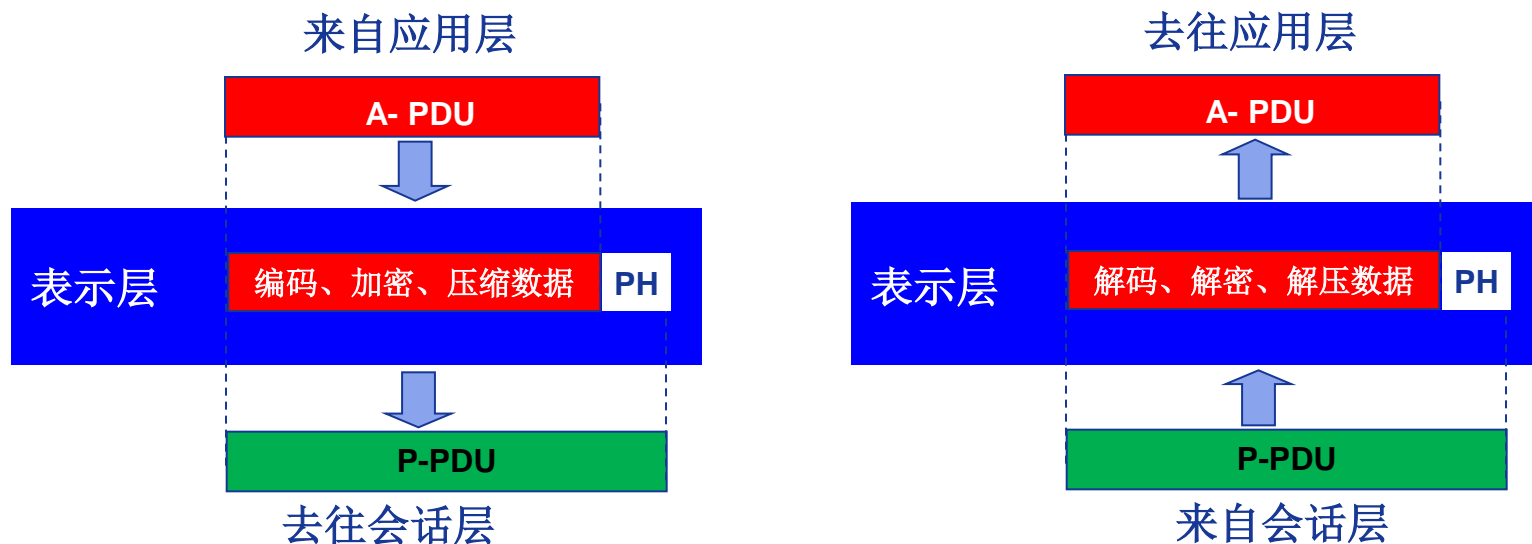 来自应用层
A- PDU
表示层
编码、加密、压缩数据
PH
P-PDU
去往会话层
去往应用层
A- PDU
表示层
解码、解密、解压数据
PH
P-PDU
来自会话层